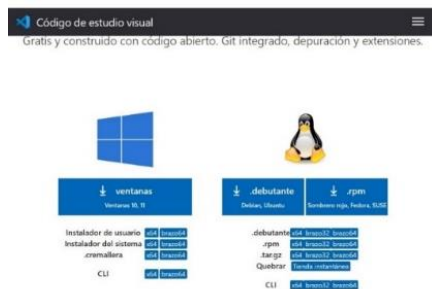 Código de estudio visual
Gratis y construido con código abierto. Git integrado, depuración y extensiones.
ventanas
Ventanas 10, 11
Instalador de usuario x64 brazo64
Instalador del sistema x64 brazo64
.cremallera x64 brazo64
CLI x64 brazo64
.debutante
Debian, Ubuntu
.rpm
Sombrero rojo, Fedora, SUSE
.debutante x64 brazo32 brazo64
.rpm x64 brazo32 brazo64
.tar.gz x64 brazo32 brazo64
Quebrar Tienda instantánea
CLI x64 brazo32 brazo64